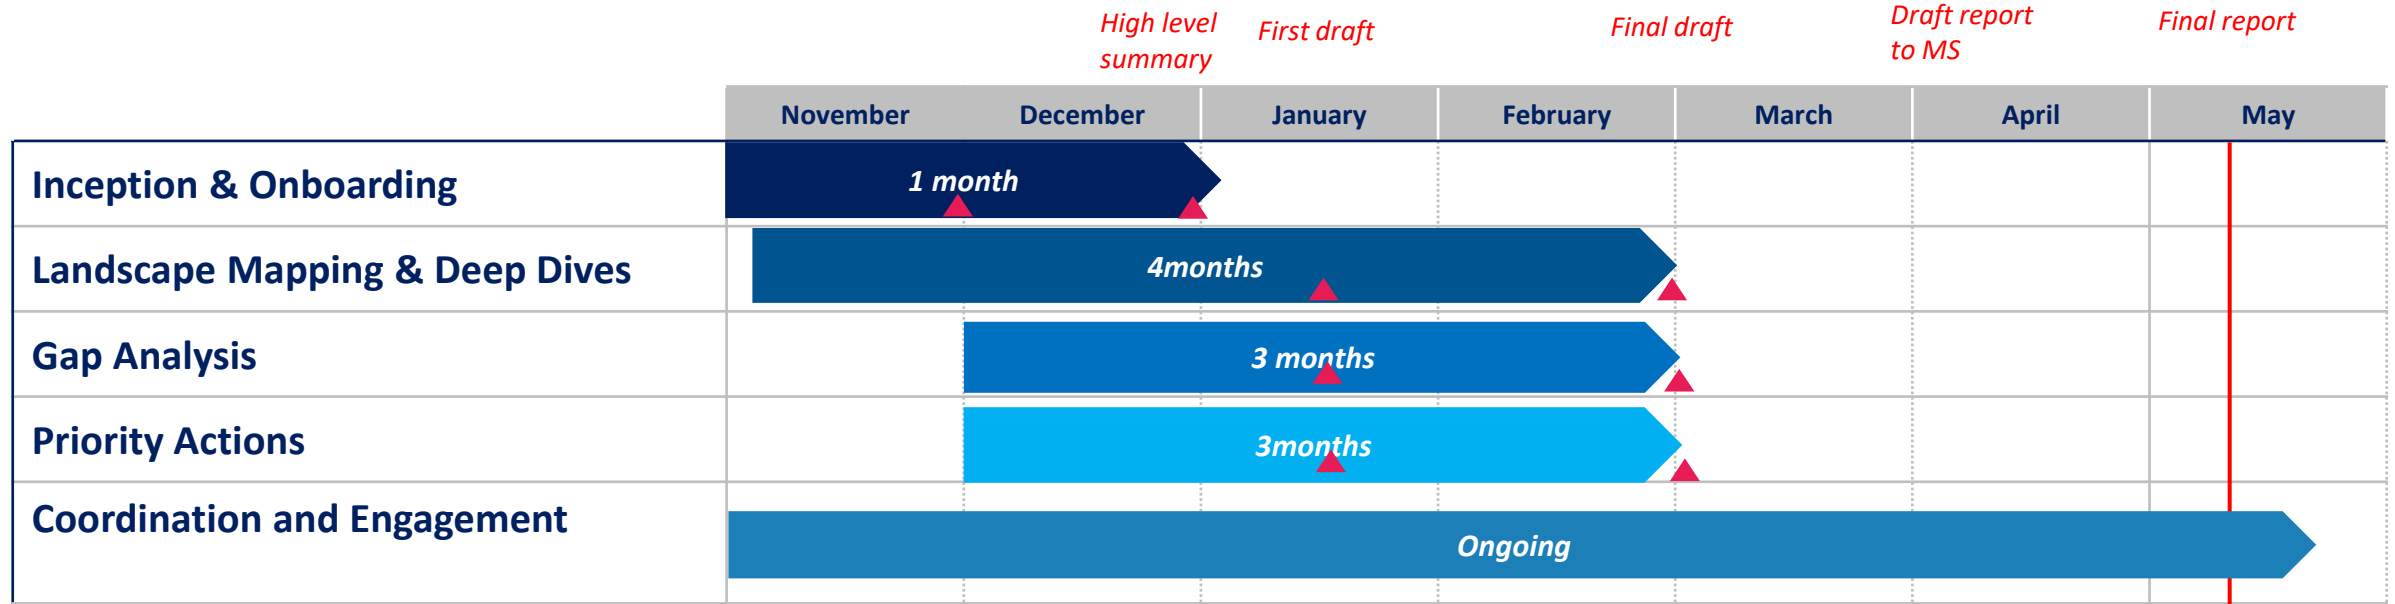 High level
summary
First draft
Final draft
Draft report
to MS
Final report
November
December
January
February
March
April
May
Inception & Onboarding
1 month
Landscape Mapping & Deep Dives
4months
Gap Analysis
3 months
Priority Actions
3months
Coordination and Engagement
Ongoing